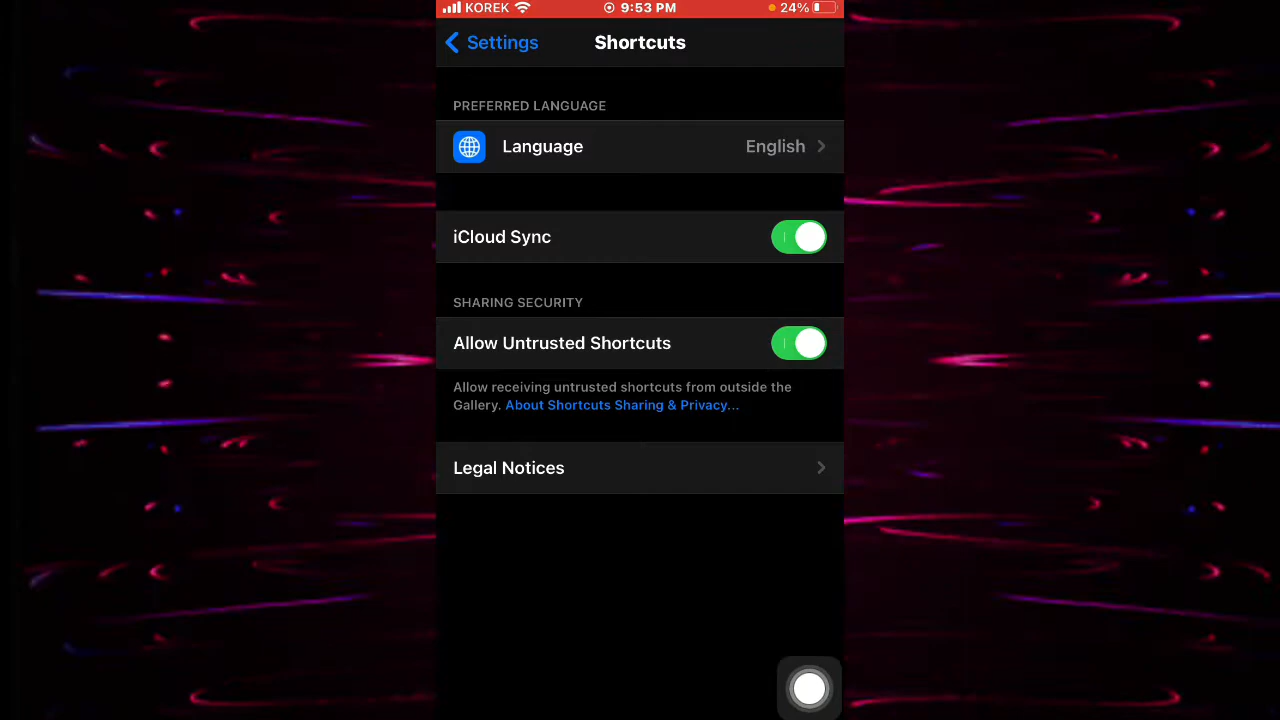 KOREK 9:53 PM 24%
Settings Shortcuts
PREFERRED LANGUAGE
Language English
iCloud Sync
SHARING SECURITY
Allow Untrusted Shortcuts
Allow receiving untrusted shortcuts from outside the
Gallery. About Shortcuts Sharing & Privacy...
Legal Notices